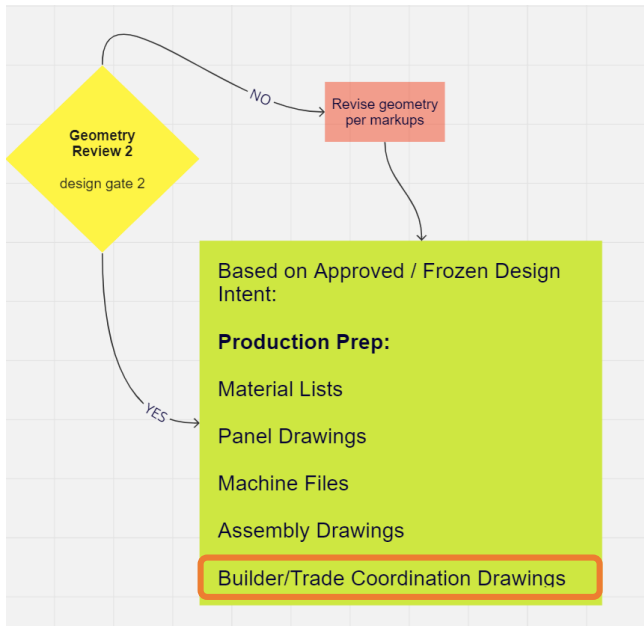 NO
Revise geometry
per markups
Geometry
Review 2
design gate 2
Based on Approved / Frozen Design
Intent:
Production Prep:
Material Lists
YES
Panel Drawings
Machine Files
Assembly Drawings
Builder/Trade Coordination Drawings